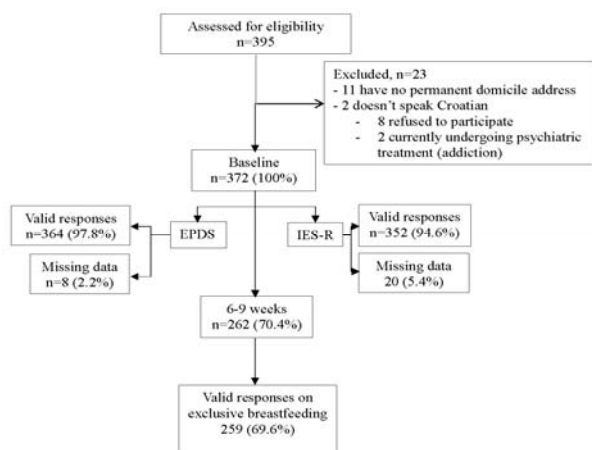 Assessed for eligibility
n=395
Excluded, n=23
- 11 have no permanent domicile address
- 2 doesn't speak Croatian
- 8 refused to participate
- 2 currently undergoing psychiatric
treatment (addiction)
Baseline
n=372 (100%)
Valid responses
n=364 (97.8%)
EPDS
IES-R
Valid responses
n=352 (94.6%)
Missing data
n=8 (2.2%)
Missing data
20 (5.4%)
6-9 weeks
n=262 (70.4%)
Valid responses on
exclusive breastfeeding
259 (69.6%)